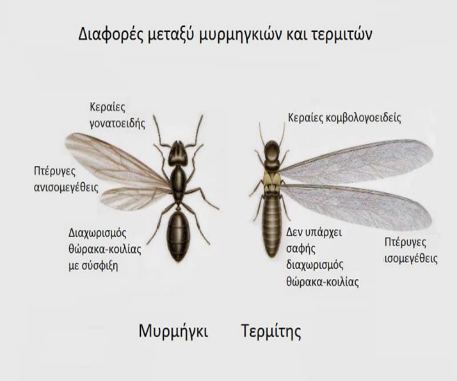 Διαφορές μεταξύ μυρμηγκιών και τερμιτών
Κεραίες
γονατοειδής
Πτέρυγες
ανισομεγέθεις
Διαχωρισμός
θώρακα-κοιλίας
με σύσφιξη
Κεραίες κομβολογοειδείς
Δεν υπάρχει
σαφής
διαχωρισμός
θώρακα-κοιλίας
Πτέρυγες
ισομεγέθεις
Μυρμήγκι
Τερμίτης